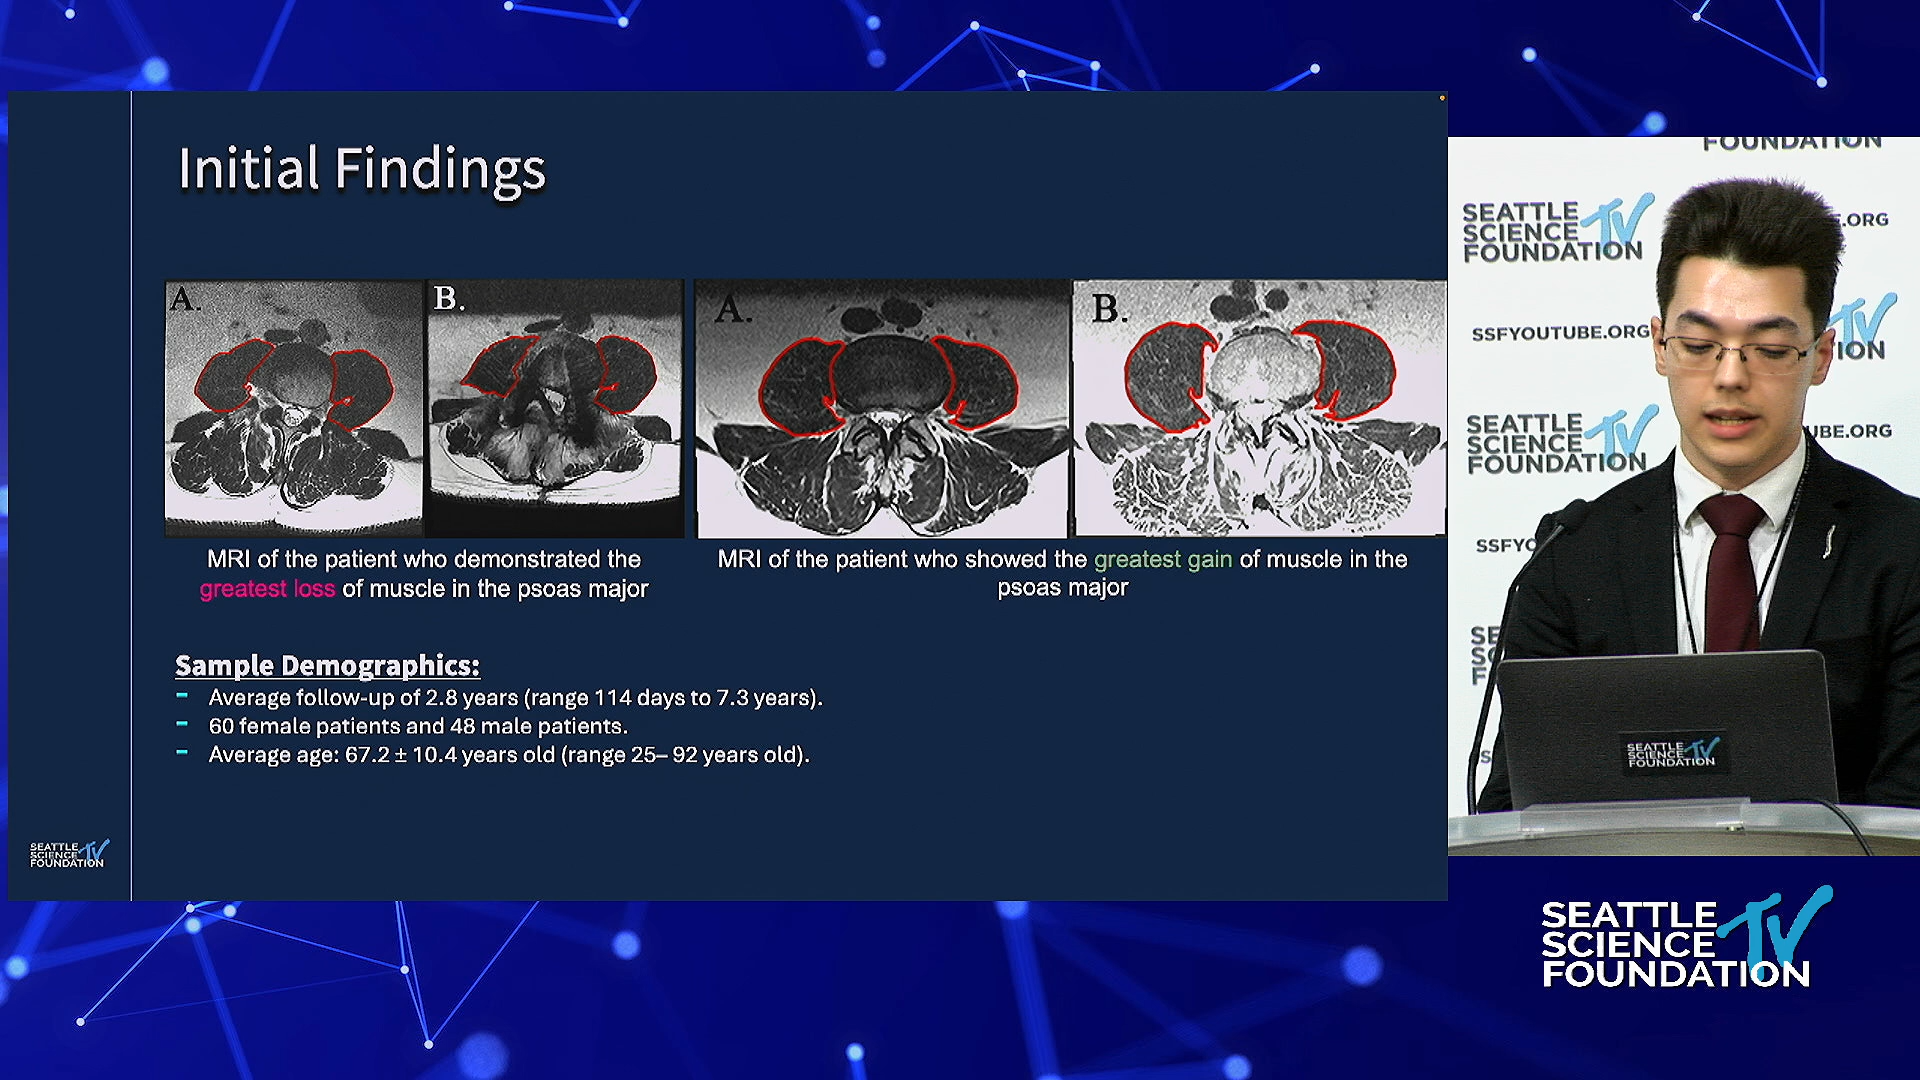 Initial Findings
A.
B.
A.
B.
MRI of the patient who demonstrated the
greatest loss of muscle in the psoas major
MRI of the patient who showed the greatest gain of muscle in the
psoas major
Sample Demographics:
- Average follow-up of 2.8 years (range 114 days to 7.3 years).
- 60 female patients and 48 male patients.
- Average age: 67.2 ± 10.4 years old (range 25– 92 years old).
SEATTLE
SCIENCE TV
FOUNDATION
FOUNDATION
SEATTLE
SCIENCE TV
FOUNDATION
E.ORG
SSFYOUTUBE.ORG
TV
ION
SEATTLE
SCIENCE TV
FOUNDATION
UBE.ORG
SSFYO
SEATTLE
SCIENCE TV
FOUNDATION
SEATTLE
SCIENCE TV
FOUNDATION